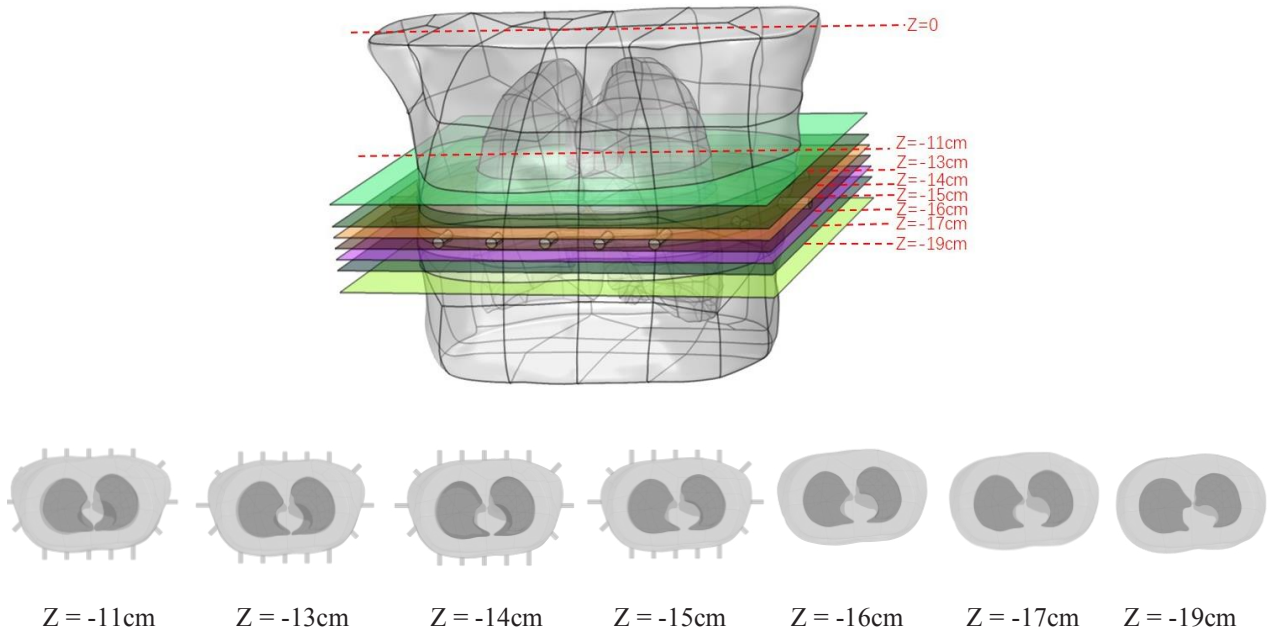 Z=0
Z=-11cm
Z=-13cm
Z=-14cm
Z=-15cm
Z=-16cm
Z=-17cm
Z=-19cm
Z = -11cm Z = -13cm Z = -14cm Z = -15cm Z = -16cm Z = -17cm Z = -19cm